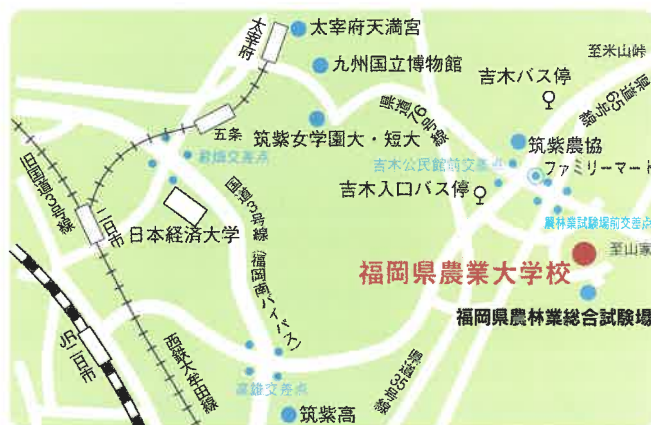 太宰府
太宰府天満宮
九州国立博物館
吉木バス停
至米山峠
県道65号線
県道76号線
五条
筑紫女学園大・短大
筑紫農協
吉木公民館前交差点
ファミリーマート
吉木入口バス停
農林業試験場前交差点
旧国道3号線
二日市
日本経済大学
国道3号線(福岡南バイパス)
福岡県農業大学校
至山家
福岡県農林業総合試験場
JR二日市
西鉄大牟田線
高雄交差点
県道35号線
筑紫高